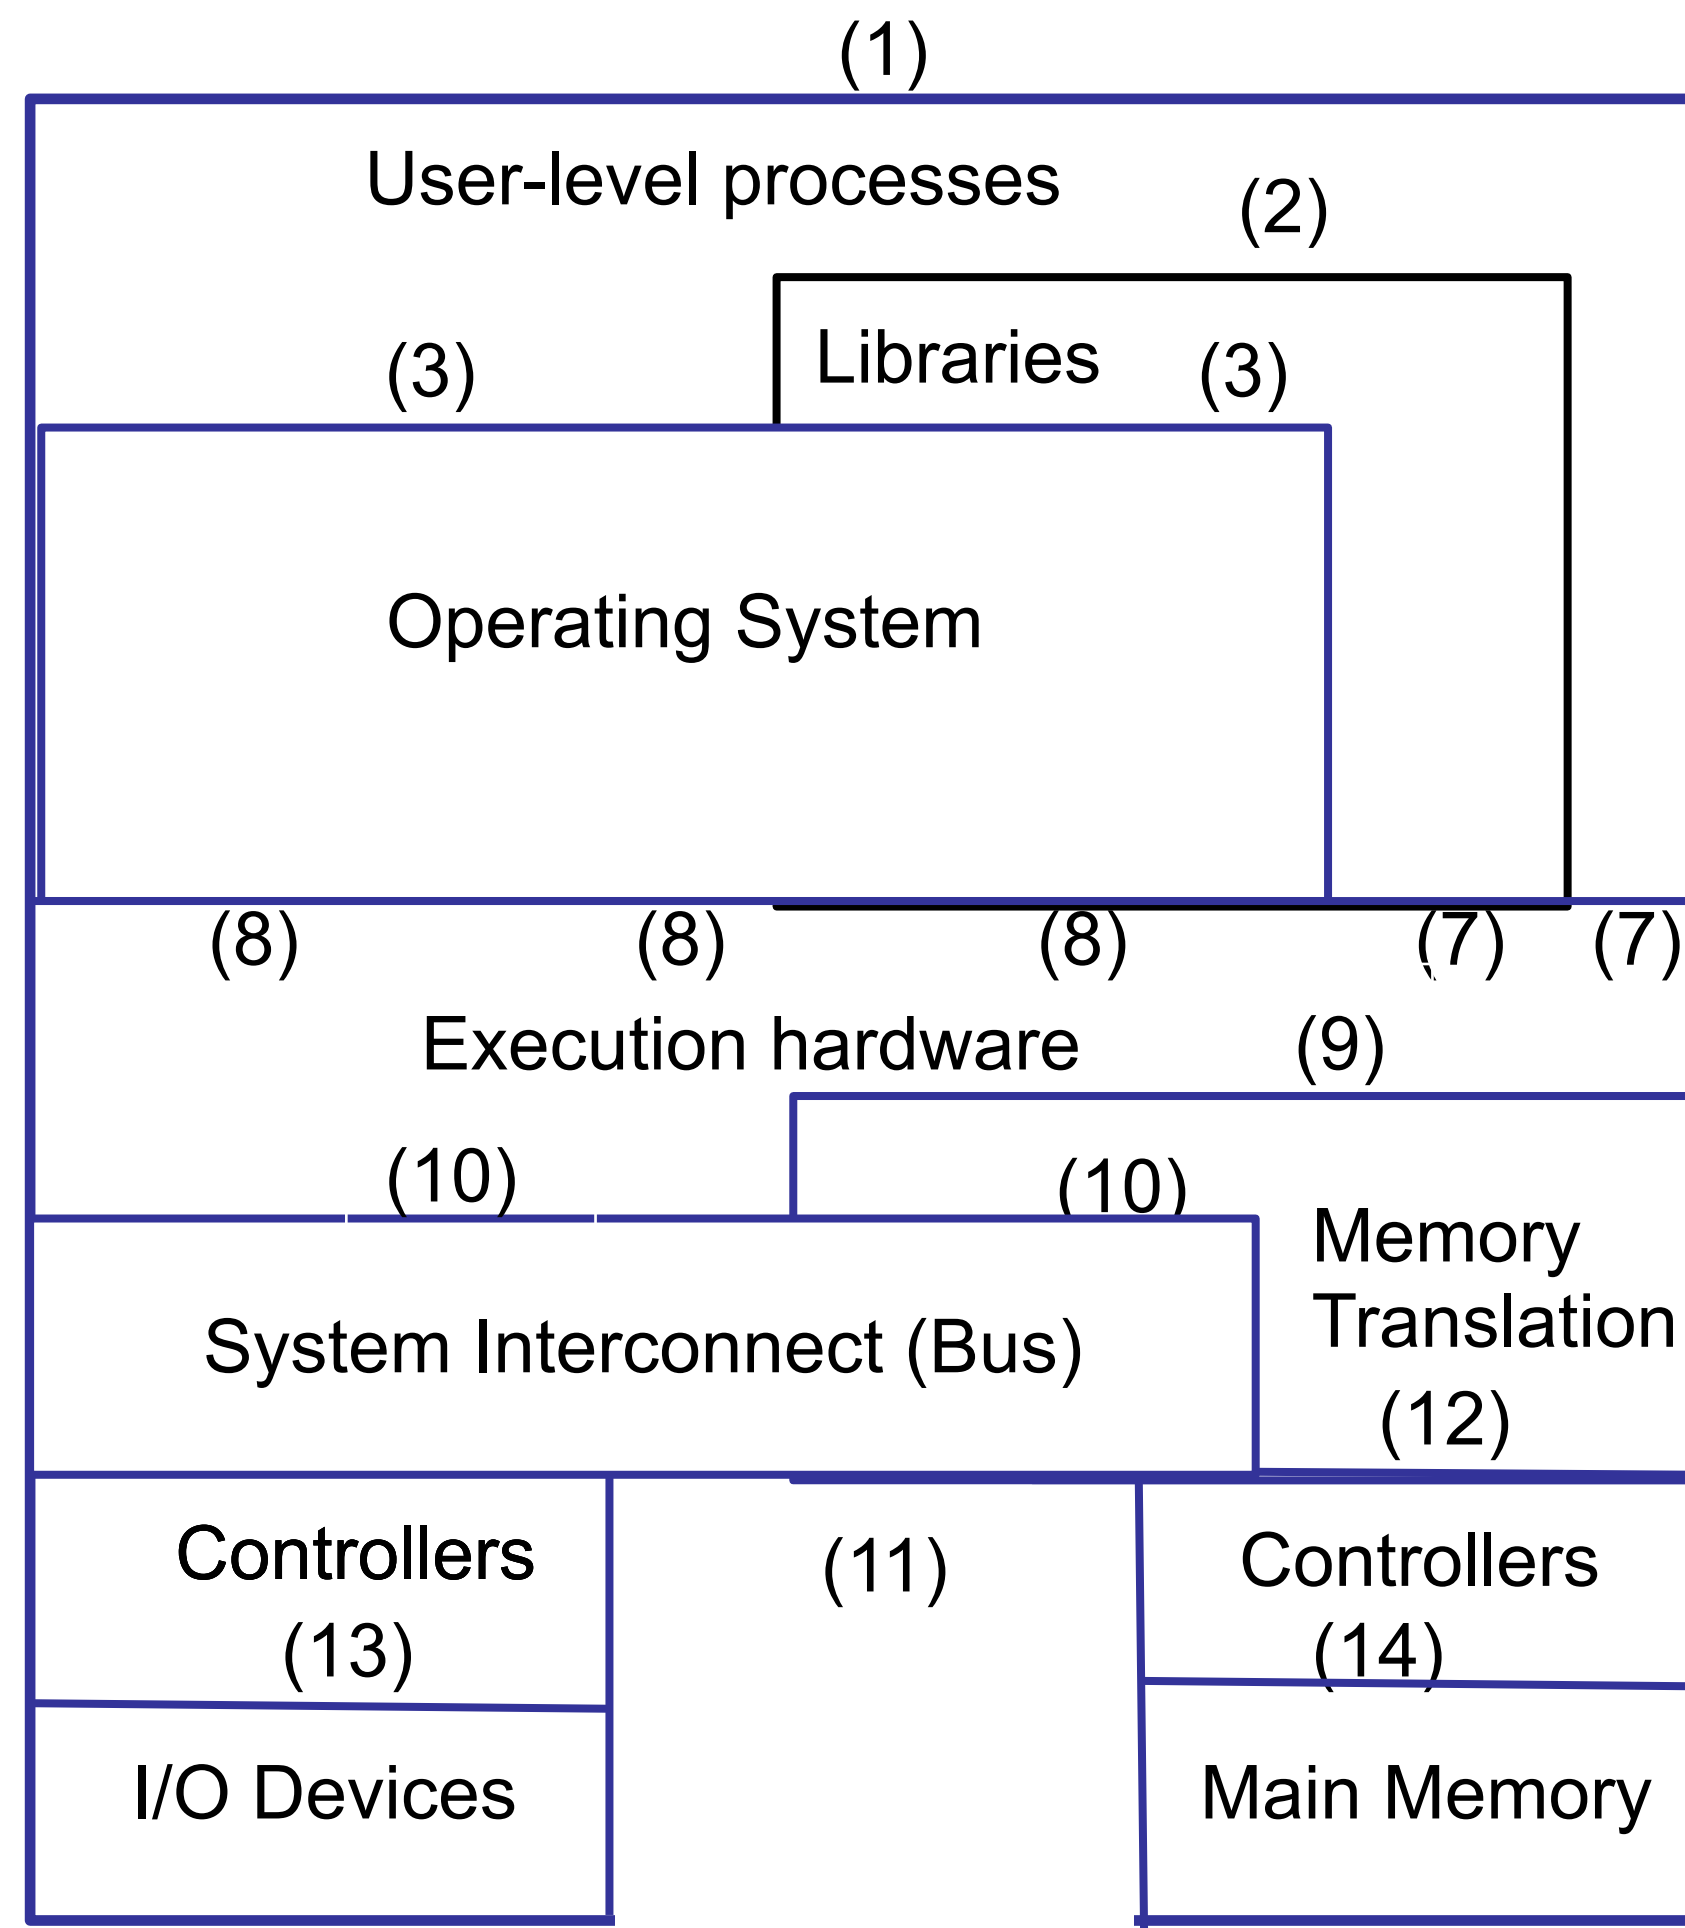 (1)
User-level processes
(2)
Libraries
(3)
(3)
Operating System
(8) (8) (8) (7) (7)
Execution hardware
(9)
(10)
(10)
Memory
Translation
(12)
System Interconnect (Bus)
Controllers
(13)
(11)
Controllers
(14)
I/O Devices
Main Memory